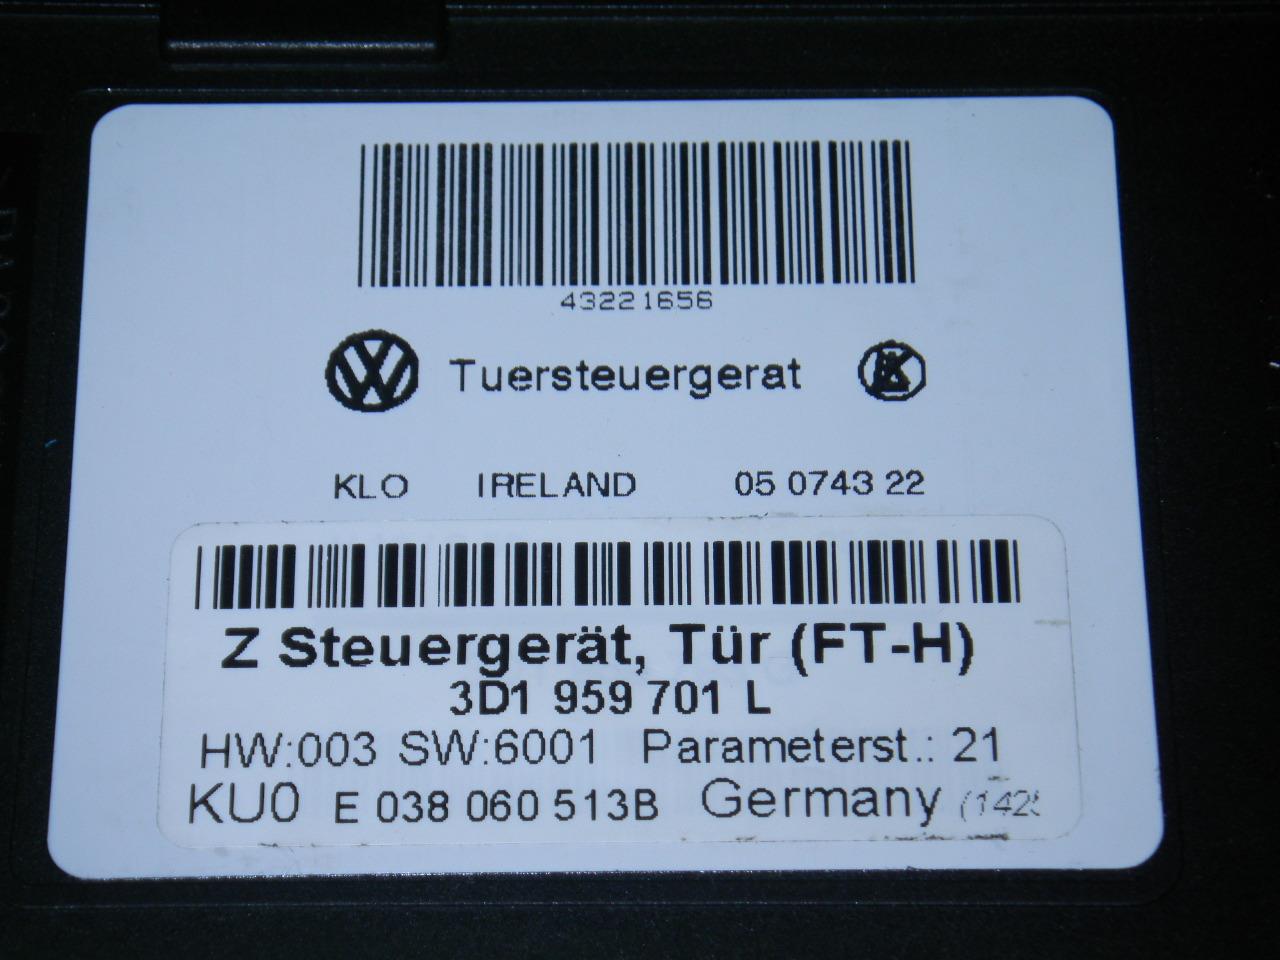 43221656
Tuersteuergerat
KLO IRELAND 05 0743 22
Z Steuergerät, Tür (FT-H)
3D1 959 701 L
HW:003 SW:6001 Parameterst.: 21
KU0 E 038 060 513B Germany